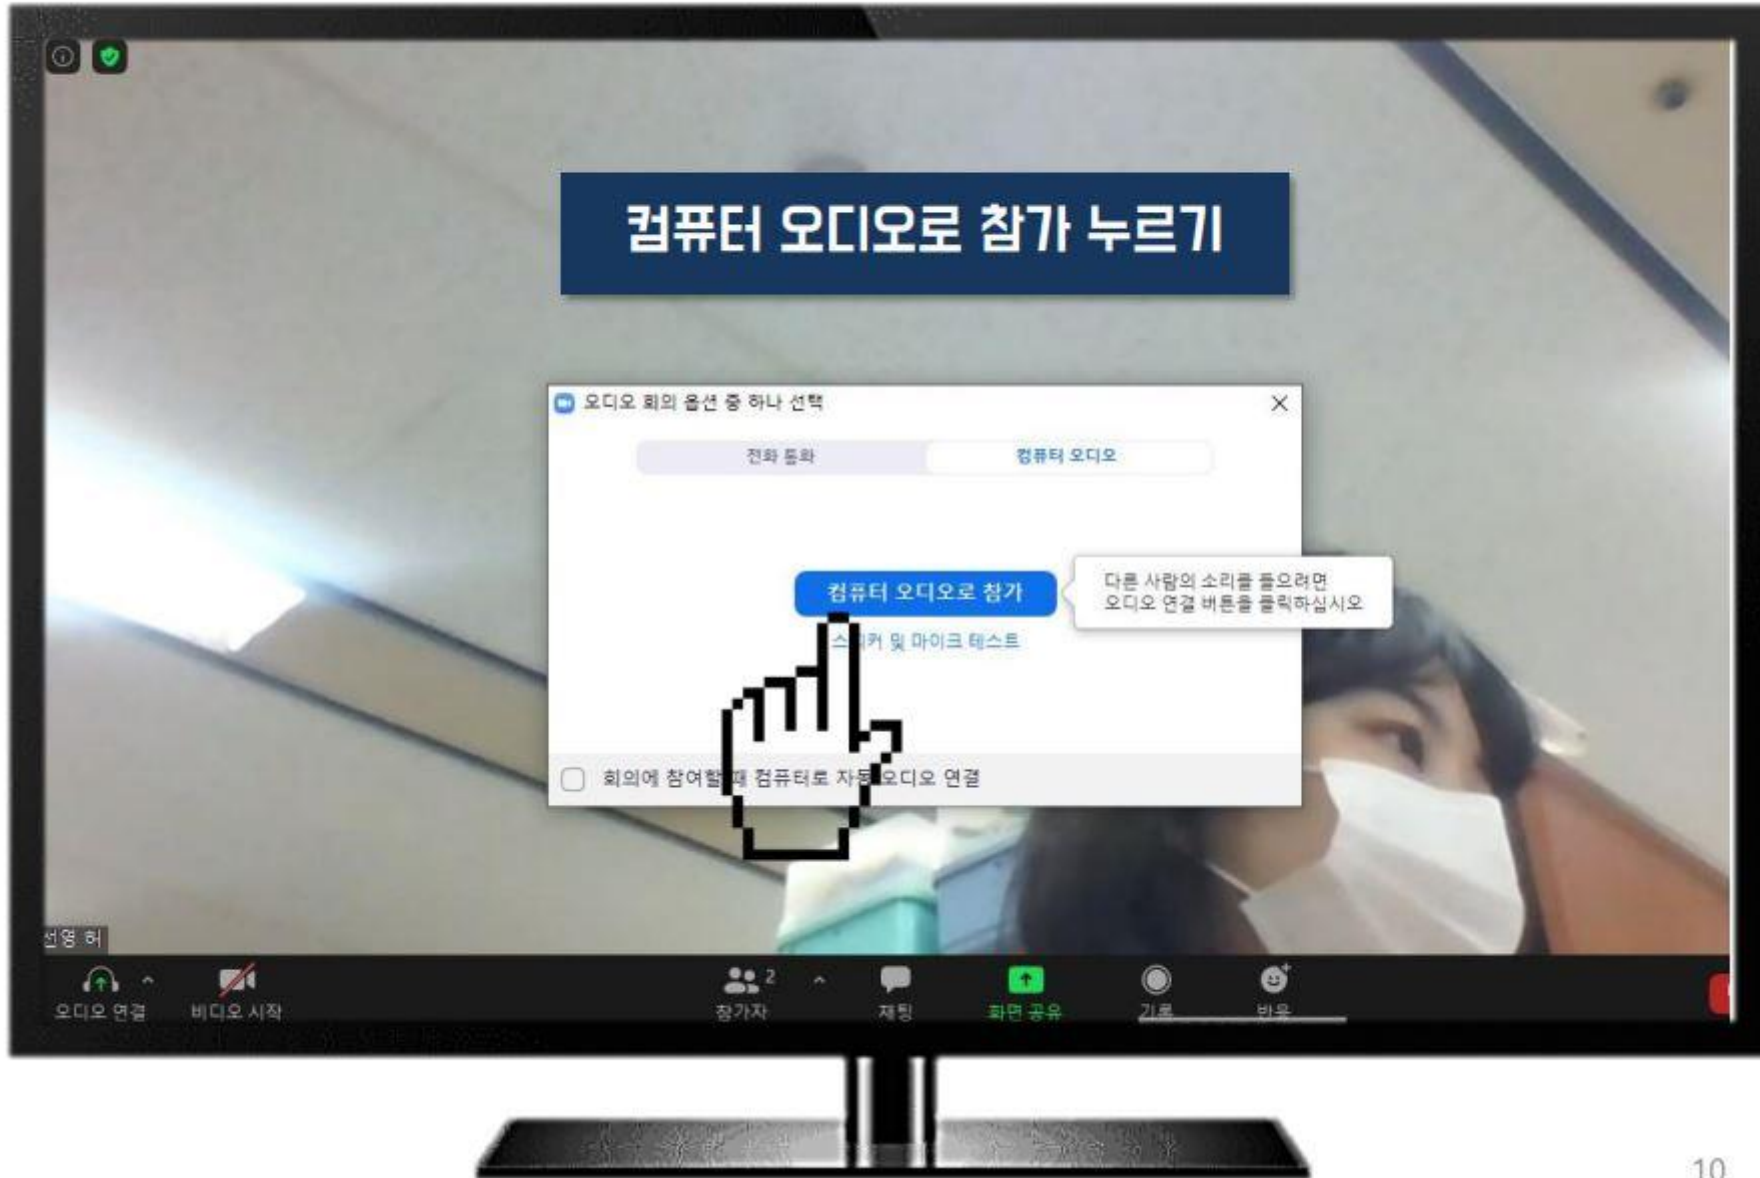 컴퓨터 오디오로 참가 누르기
오디오 회의 옵션 중 하나 선택
전화 통화
컴퓨터 오디오
컴퓨터 오디오로 참가
다른 사람의 소리를 들으려면
오디오 연결 버튼을 클릭하십시오
및 마이크 테스트
회의에 참여할 때 컴퓨터로 자동 오디오 연결
선영 허
오디오 연결
비디오 시작
2
참가자
채팅
화면 공유
기록
반응
10